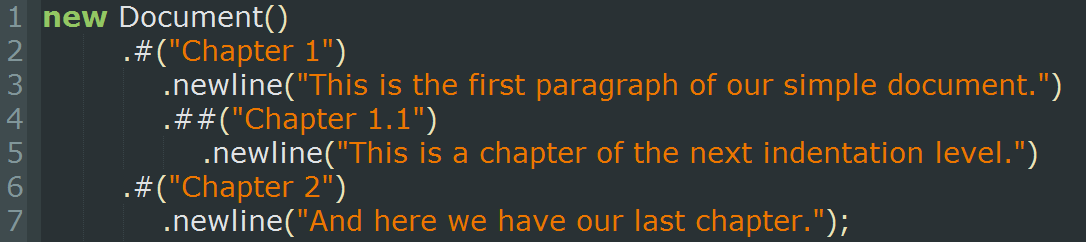 1 new Document()
2 .#("Chapter 1")
3 .newline("This is the first paragraph of our simple document.")
4 .##("Chapter 1.1")
5 .newline("This is a chapter of the next indentation level.")
6 .#("Chapter 2")
7 .newline("And here we have our last chapter.");